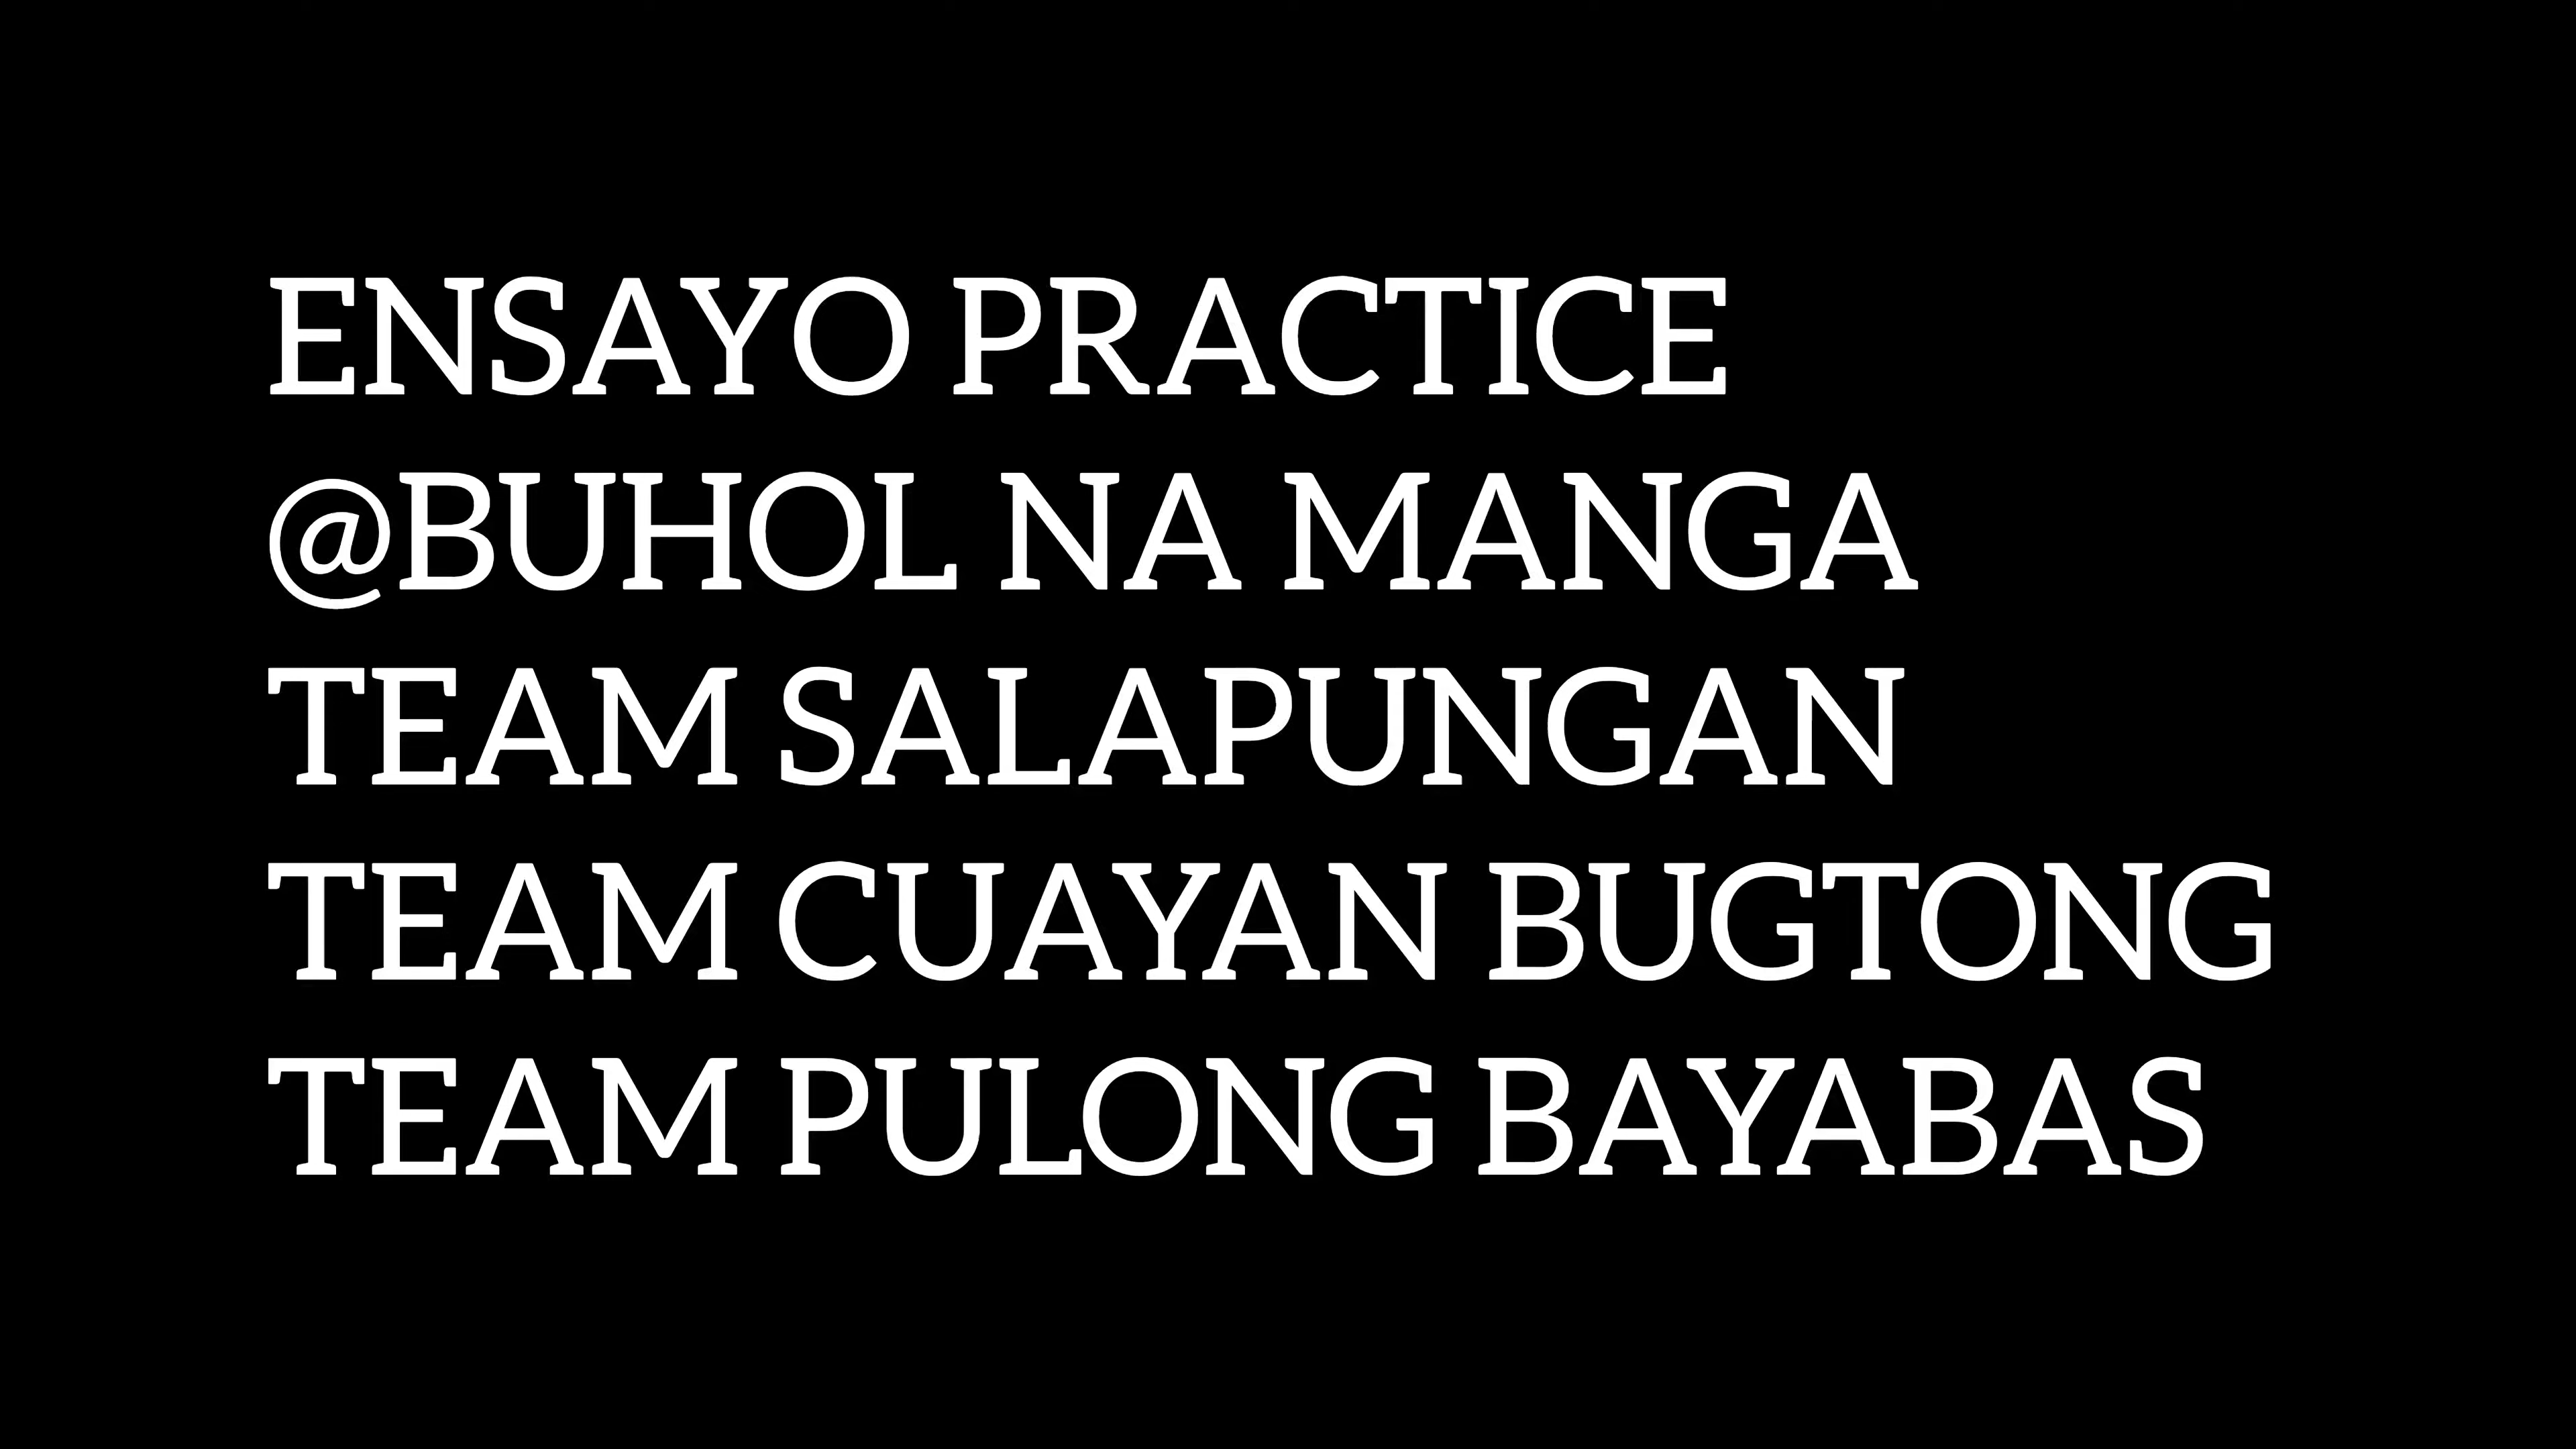 ENSAYO PRACTICE
@BUHOL NA MANGA
TEAM SALAPUNGAN
TEAM CUAYAN BUGTONG
TEAM PULONG BAYABAS